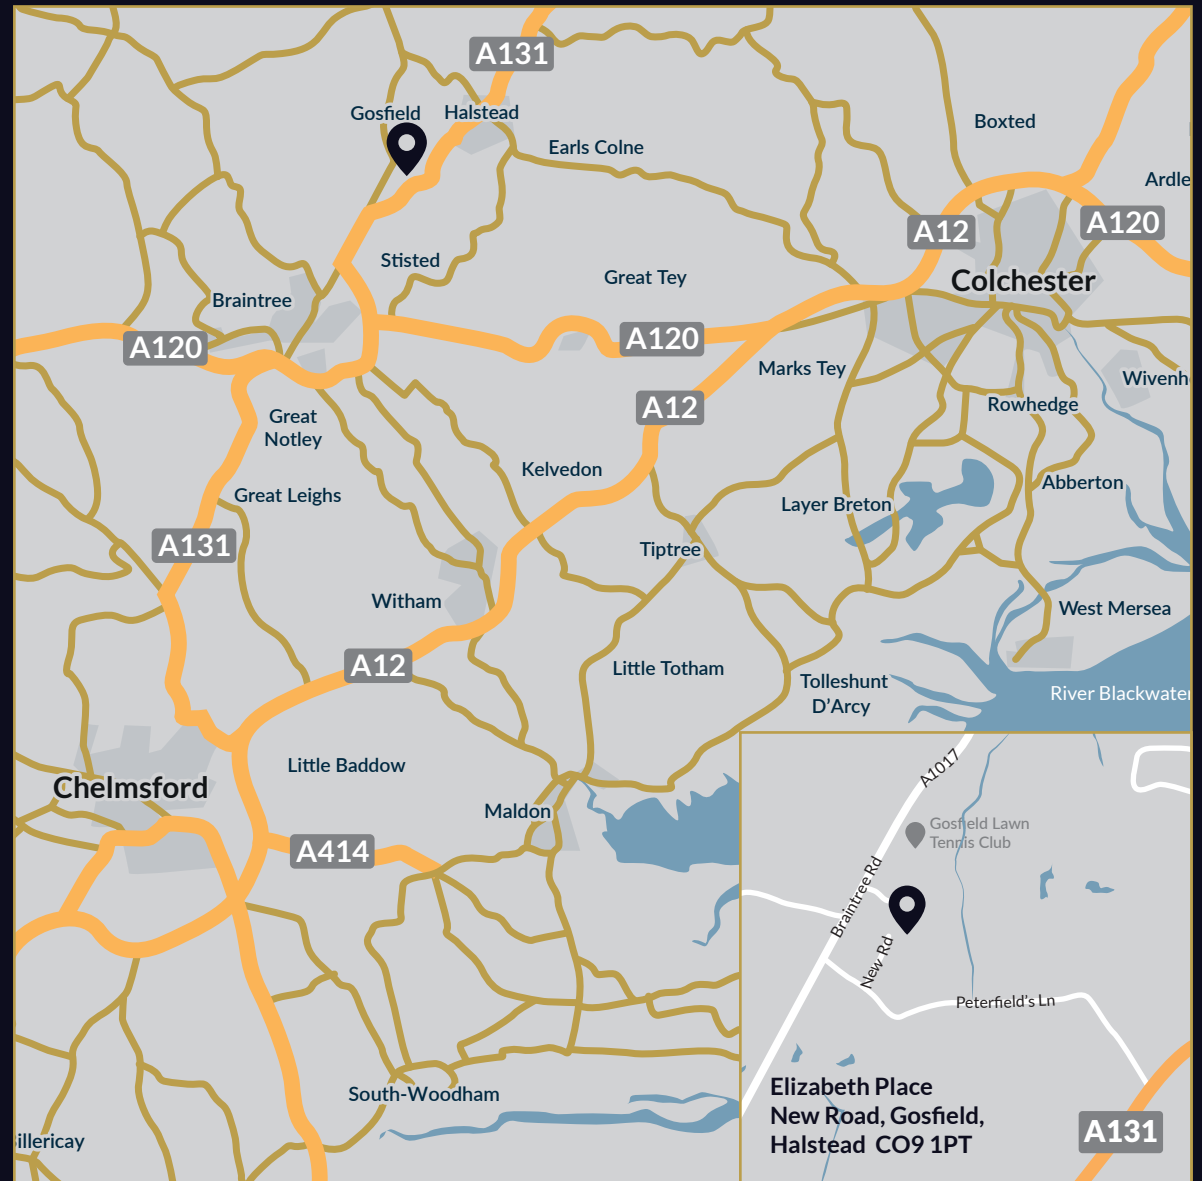 A131
Gosfield
Halstead
Boxted
Earls Colne
Ardle
A12
A120
Stisted
Great Tey
Colchester
Braintree
A120
A120
Marks Tey
Wivenh
A12
Rowhedge
Great
Notley
Kelvedon
Abberton
Great Leighs
Layer Breton
A131
Tiptree
Witham
West Mersea
A12
Little Totham
Tolleshunt
D’Arcy
River Blackwater
Little Baddow
Chelmsford
Maldon
A414
South-Woodham
illericay
A1017
Gosfield Lawn
Tennis Club
Braintree Rd
New Rd
Peterfield’s Ln
Elizabeth Place
New Road, Gosfield,
Halstead CO9 1PT
A131